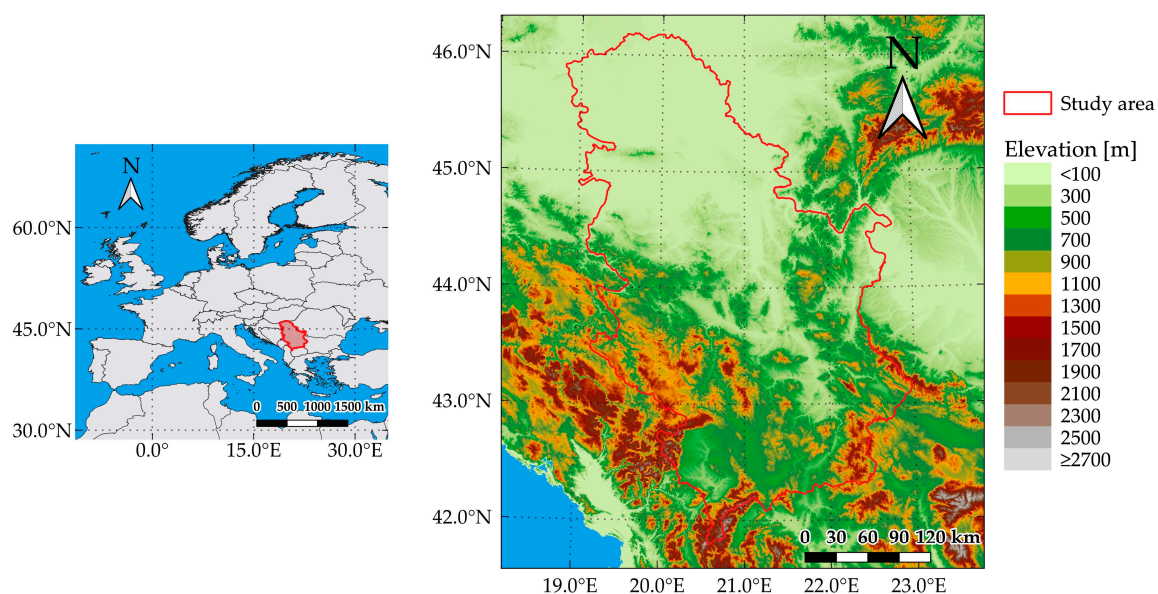 N
60.0°N
45.0°N
30.0°N
0 500 1000 1500 km
0.0° 15.0°E 30.0°E
N
46.0°N
45.0°N
44.0°N
43.0°N
42.0°N
0 30 60 90 120 km
19.0°E 20.0°E 21.0°E 22.0°E 23.0°E
Study area
Elevation [m]
<100
300
500
700
900
1100
1300
1500
1700
1900
2100
2300
2500
≥2700